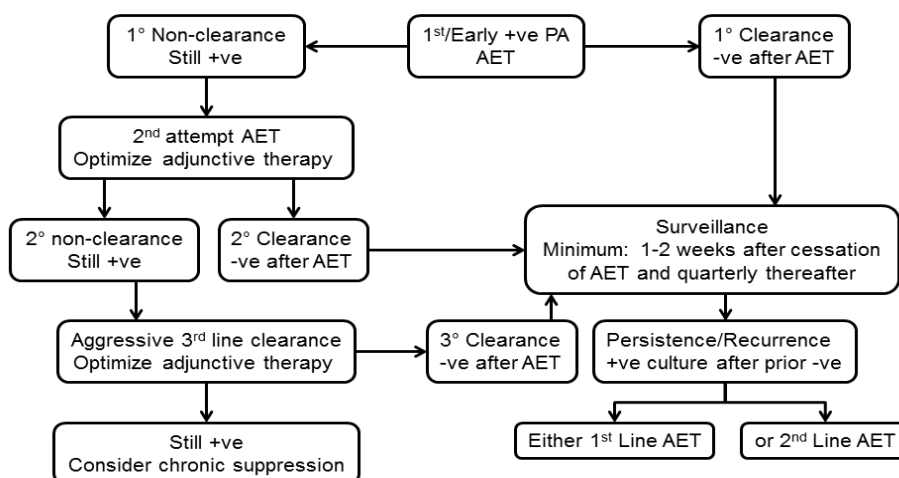 1° Non-clearance
Still +ve
1st/Early +ve PA
AET
1° Clearance
-ve after AET
2nd attempt AET
Optimize adjunctive therapy
2° non-clearance
Still +ve
2° Clearance
-ve after AET
Surveillance
Minimum: 1-2 weeks after cessation
of AET and quarterly thereafter
Aggressive 3rd line clearance
Optimize adjunctive therapy
3° Clearance
-ve after AET
Persistence/Recurrence
+ve culture after prior -ve
Still +ve
Consider chronic suppression
Either 1st Line AET
or 2nd Line AET